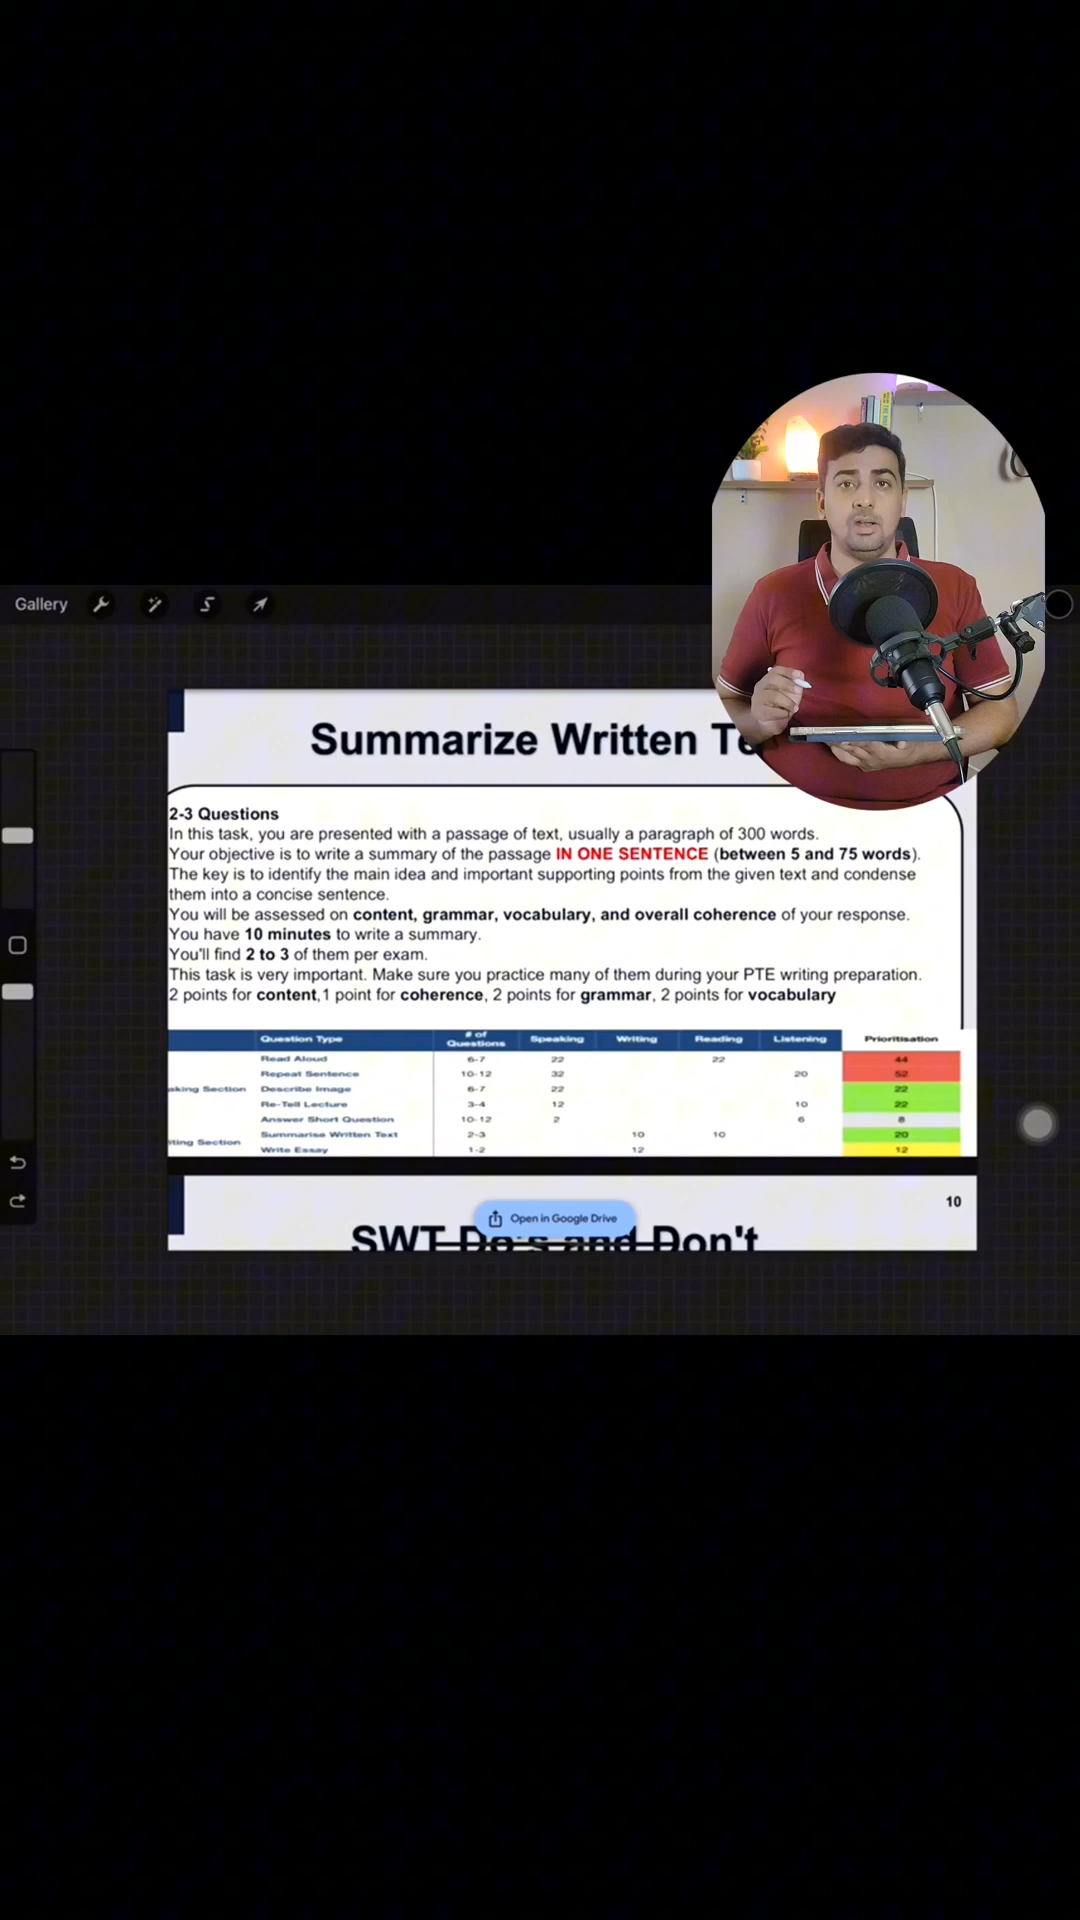 Gallery
Summarize Written Te
2-3 Questions
In this task, you are presented with a passage of text, usually a paragraph of 300 words.
Your objective is to write a summary of the passage IN ONE SENTENCE (between 5 and 75 words).
The key is to identify the main idea and important supporting points from the given text and condense
them into a concise sentence.
You will be assessed on content, grammar, vocabulary, and overall coherence of your response.
You have 10 minutes to write a summary.
You'll find 2 to 3 of them per exam.
This task is very important. Make sure you practice many of them during your PTE writing preparation.
2 points for content,1 point for coherence, 2 points for grammar, 2 points for vocabulary
Question Type # of Questions Speaking Writing Reading Listening Prioritisation
Read Aloud 6-7 22 22 44
Repeat Sentence 10-12 32 20 52
aking Section Describe Image 6-7 22 22
Re-Tell Lecture 3-4 12 10 22
Answer Short Question 10-12 2 6 8
iting Section Summarise Written Text 2-3 10 10 20
Write Essay 1-2 12 12
10
Open in Google Drive
SWT Do's and Don't